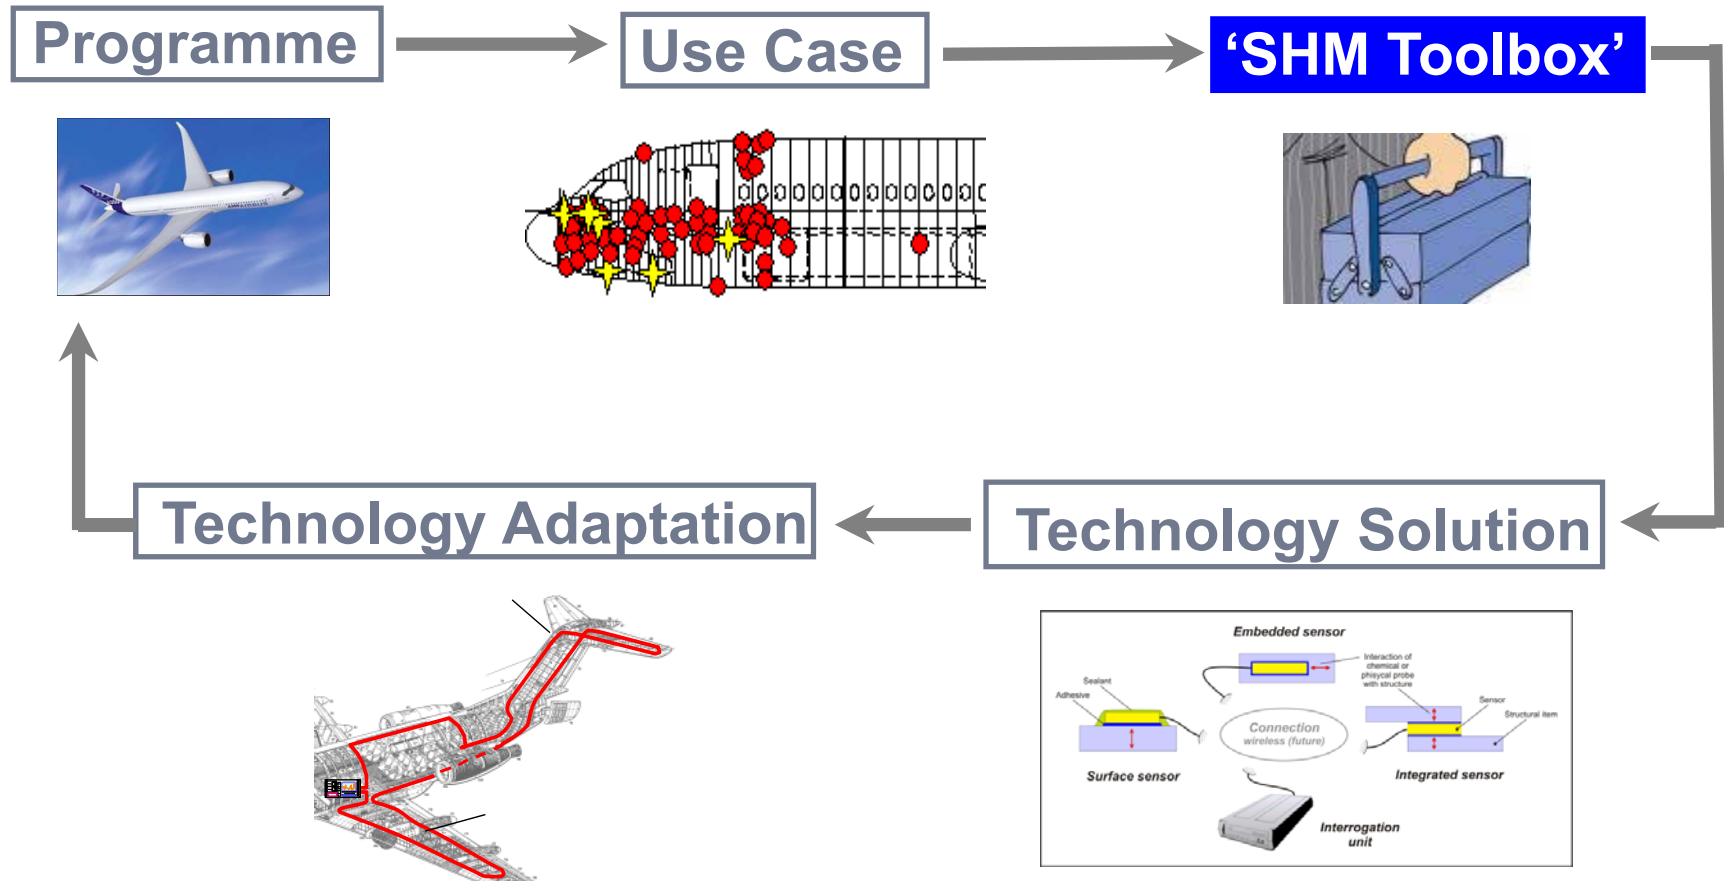 Programme
Use Case
‘SHM Toolbox’
Technology Adaptation
Technology Solution
Embedded sensor
Interaction of
chemical or
phisycal probe
with structure
Sealant
Adhesive
Sensor
Structural item
Connection
wireless (future)
Surface sensor
Integrated sensor
Interrogation
unit